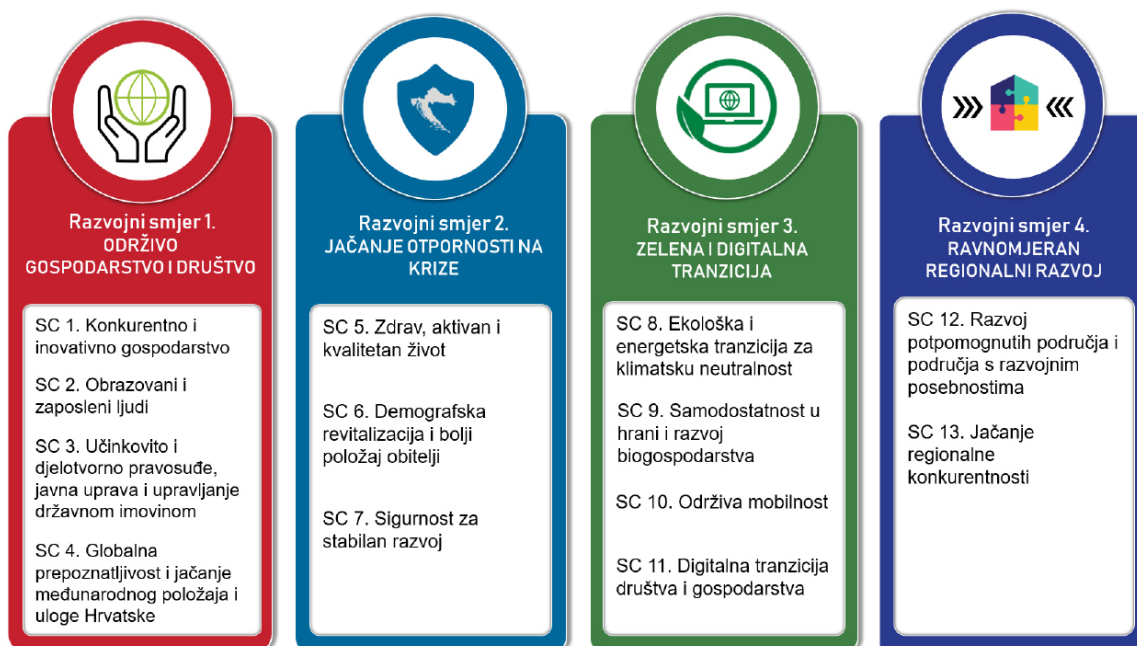 Razvojni smjer 1.
ODRŽIVO
GOSPODARSTVO I DRUŠTVO
SC 1. Konkurentno i
inovativno gospodarstvo
SC 2. Obrazovani i
zaposleni ljudi
SC 3. Učinkovito i
djelotvorno pravosuđe,
javna uprava i upravljanje
državnom imovinom
SC 4. Globalna
prepoznatljivost i jačanje
međunarodnog položaja i
uloge Hrvatske
Razvojni smjer 2.
JAČANJE OTPORNOSTI NA
KRIZE
SC 5. Zdrav, aktivan i
kvalitetan život
SC 6. Demografska
revitalizacija i bolji
položaj obitelji
SC 7. Sigurnost za
stabilan razvoj
Razvojni smjer 3.
ZELENA I DIGITALNA
TRANZICIJA
SC 8. Ekološka i
energetska tranzicija za
klimatsku neutralnost
SC 9. Samodostatnost u
hrani i razvoj
biogospodarstva
SC 10. Održiva mobilnost
SC 11. Digitalna tranzicija
društva i gospodarstva
Razvojni smjer 4.
RAVNOMJERAN
REGIONALNI RAZVOJ
SC 12. Razvoj
potpomognutih područja i
područja s razvojnim
posebnostima
SC 13. Jačanje
regionalne
konkurentnosti